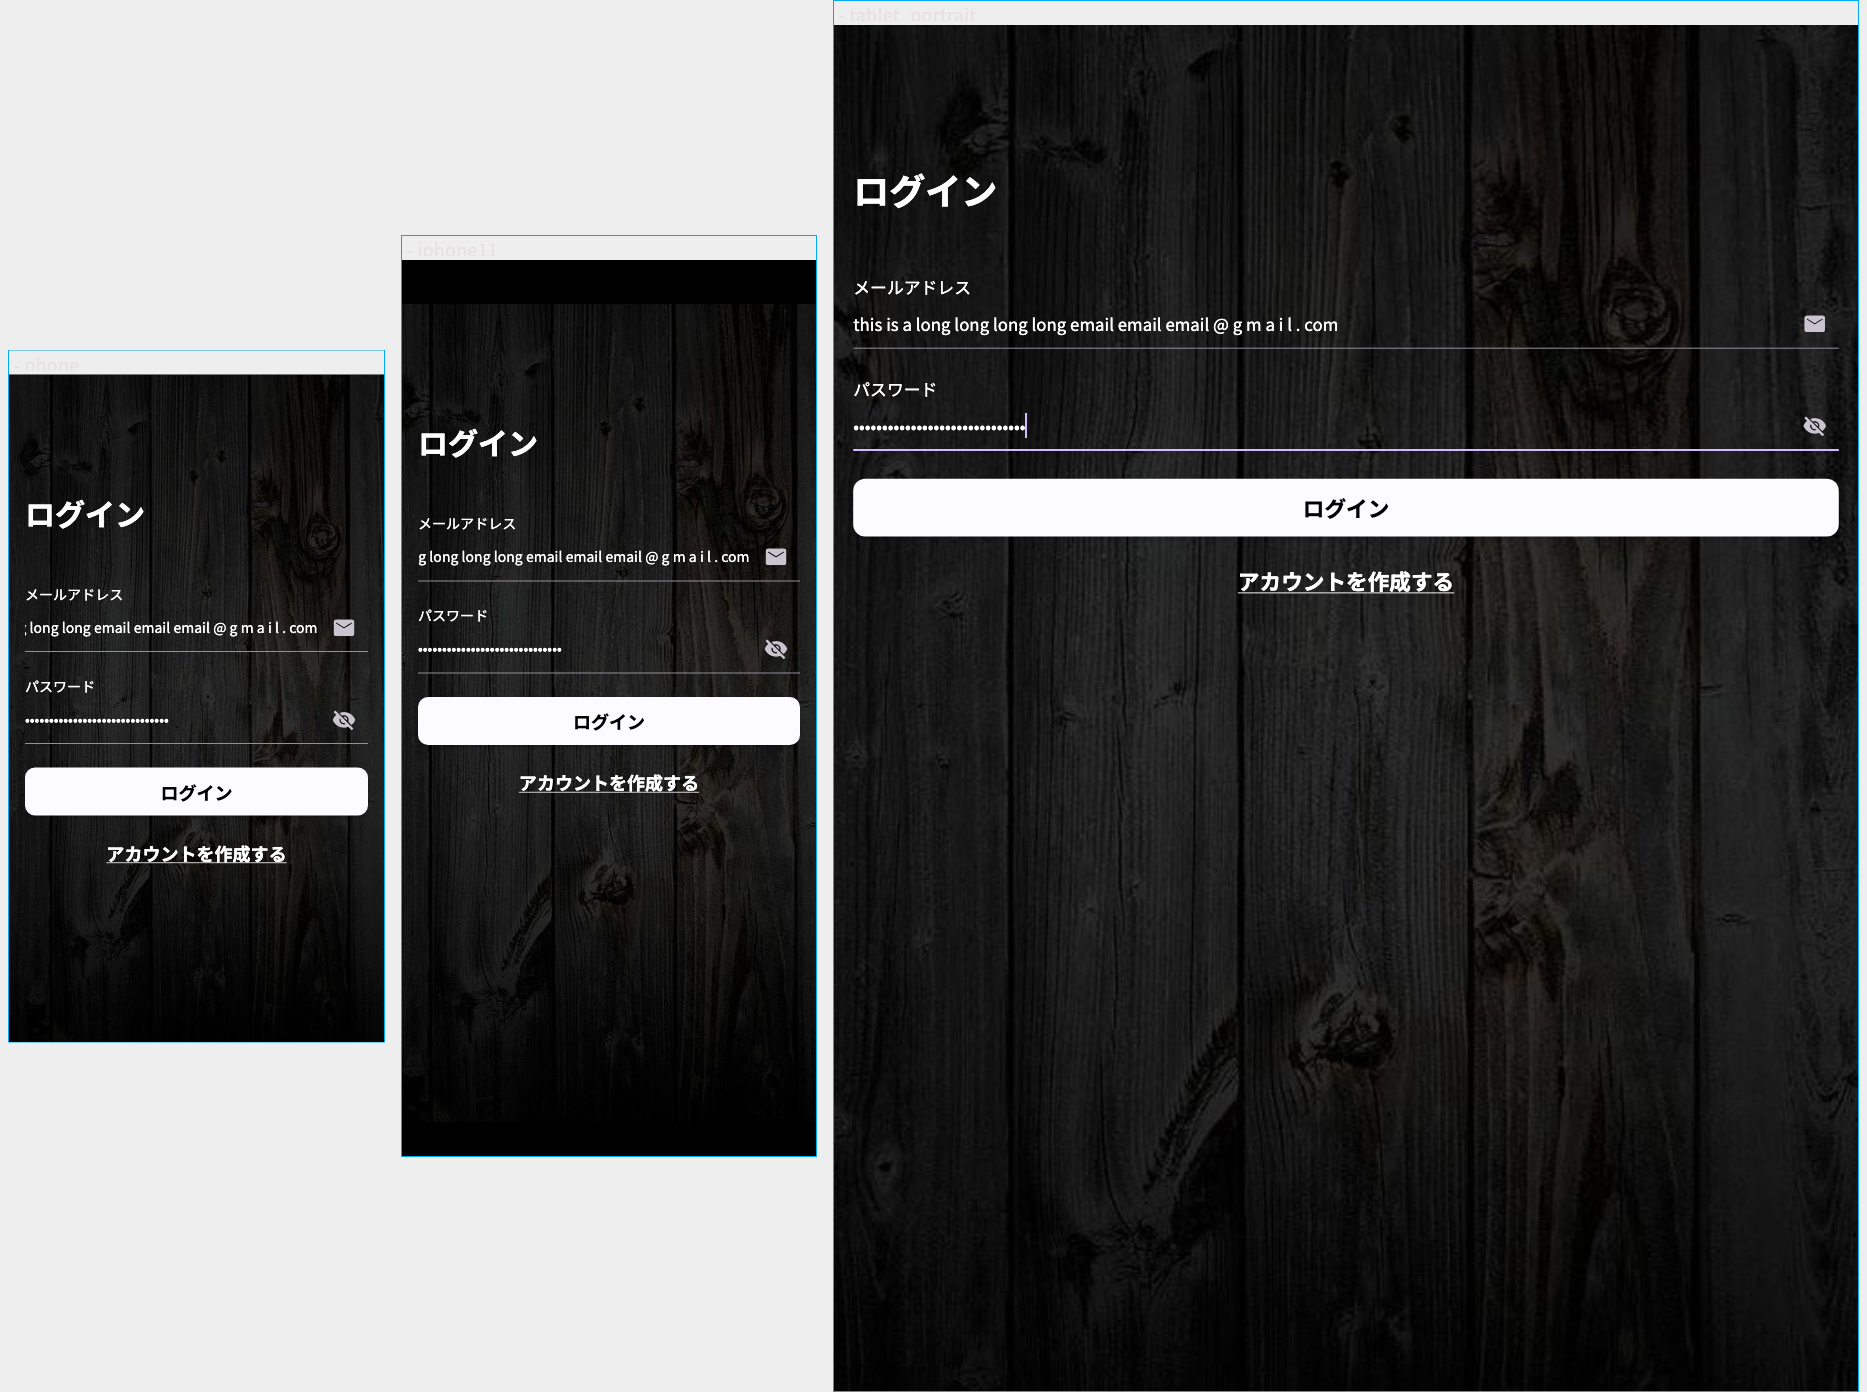 - phone
ログイン
メールアドレス
long long email email email @ g m a i l . com
パスワード
ログイン
アカウントを作成する
- iphone11
ログイン
メールアドレス
g long long long email email email @ g m a i l . com
パスワード
ログイン
アカウントを作成する
- tablet_portrait
ログイン
メールアドレス
this is a long long long long email email email @ g m a i l . com
パスワード
ログイン
アカウントを作成する